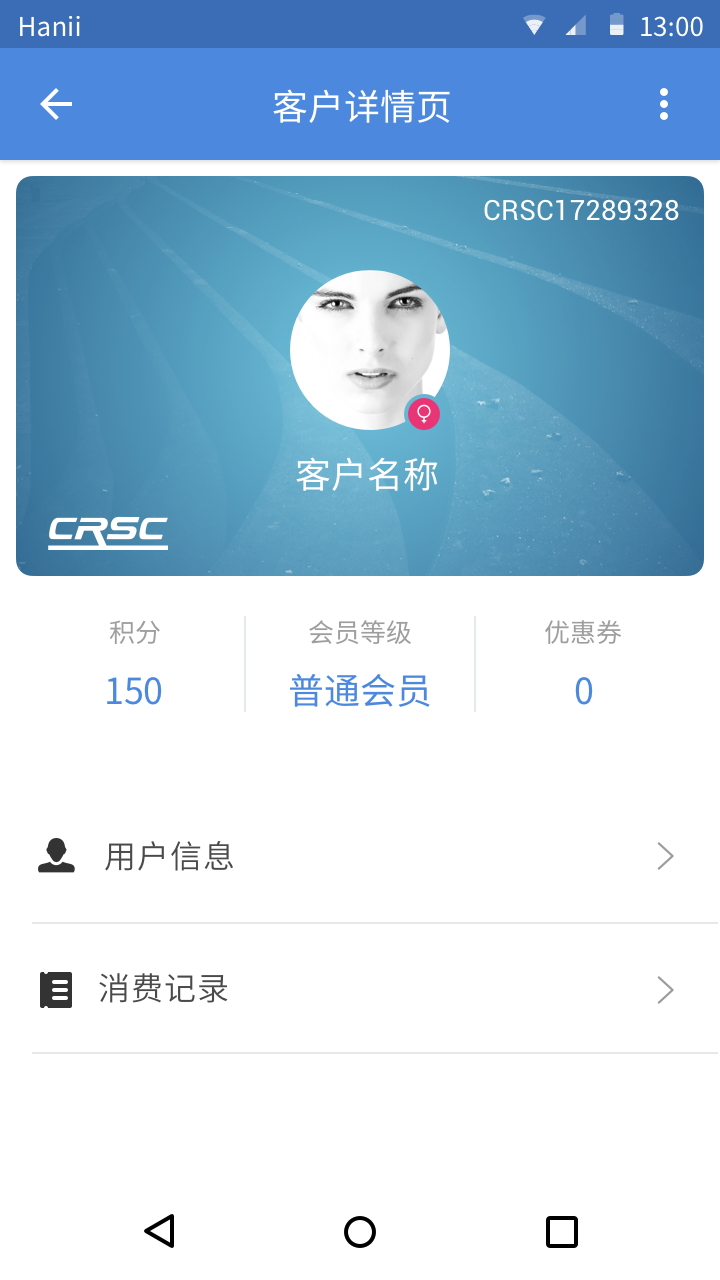 Hanii
13:00
客户详情页
CRSC17289328
客户名称
CRSC
积分
会员等级
优惠券
150
普通会员
0
用户信息
消费记录